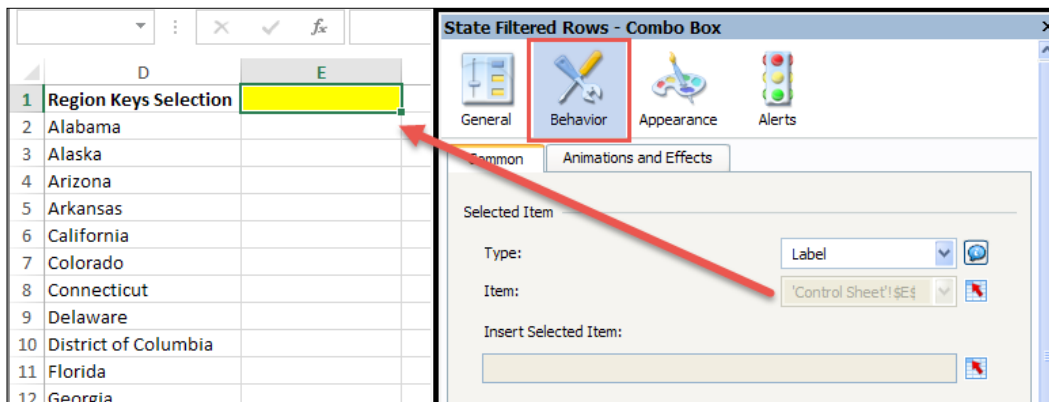 fx
D E
1 Region Keys Selection
2 Alabama
3 Alaska
4 Arizona
5 Arkansas
6 California
7 Colorado
8 Connecticut
9 Delaware
10 District of Columbia
11 Florida
12 Georgia
State Filtered Rows - Combo Box
General Behavior Appearance Alerts
Common Animations and Effects
Selected Item
Type: Label
Item: 'Control Sheet'!$E$
Insert Selected Item: